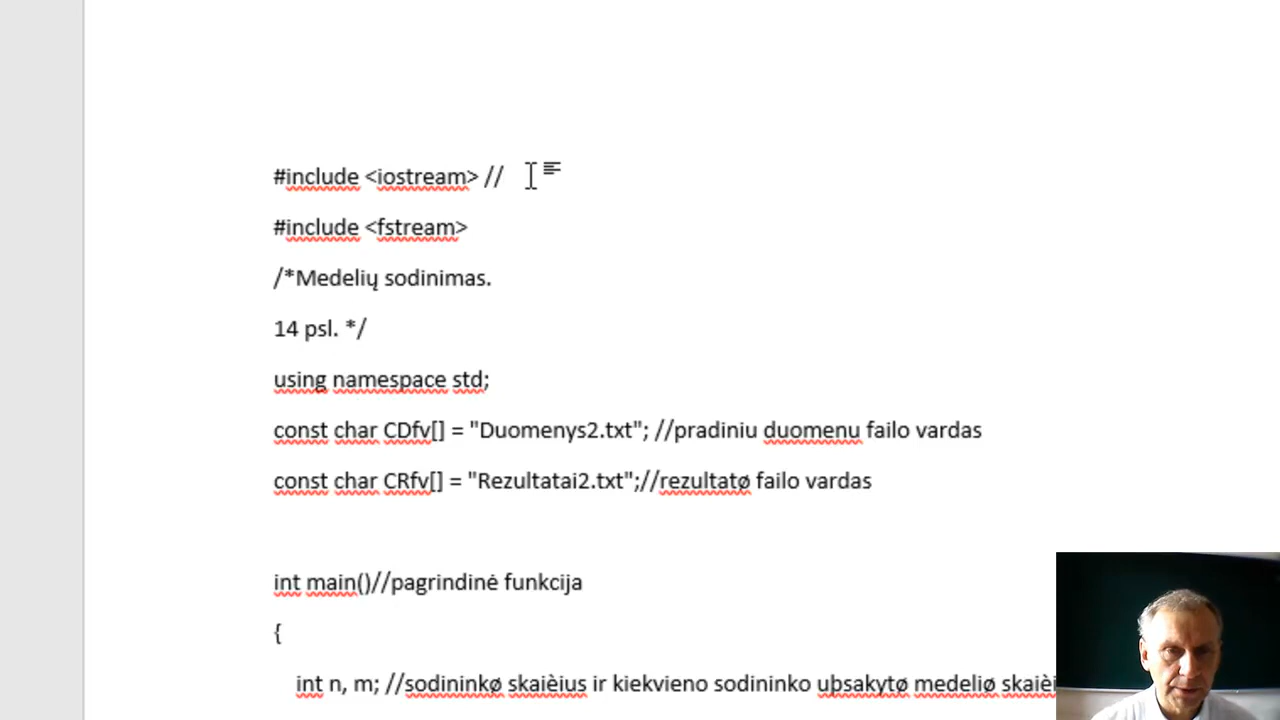 #include <iostream> //
#include <fstream>
/*Medelių sodinimas.
14 psl. */
using namespace std;
const char CDfv[] = "Duomenys2.txt"; //pradiniu duomenu failo vardas
const char CRfv[] = "Rezultatai2.txt";//rezultatø failo vardas
int main()//pagrindinė funkcija
{
int n, m; //sodininkø skaièius ir kiekvieno sodininko uþsakytø medeliø skaièi